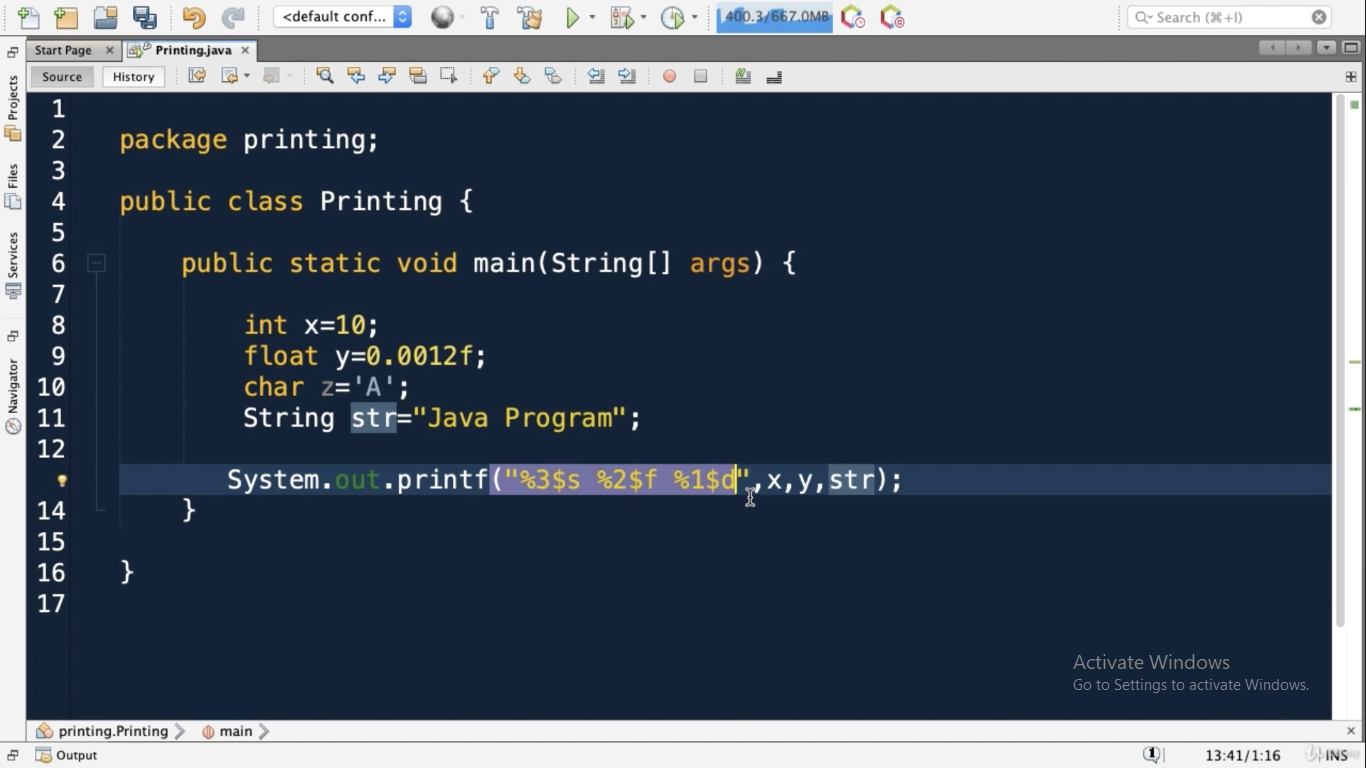 <default conf...
400.3/667.0MB
Search (⌘+I)
Start Page
Printing.java
Source
History
Projects
Files
Services
Navigator
1
2 package printing;
3
4 public class Printing {
5
6 public static void main(String[] args) {
7
8 int x=10;
9 float y=0.0012f;
10 char z='A';
11 String str="Java Program";
12
System.out.printf("%3$s %2$f %1$d",x,y,str);
14 }
15
16 }
17
Activate Windows
Go to Settings to activate Windows.
printing.Printing
main
Output
1
13:41/1:16
INS